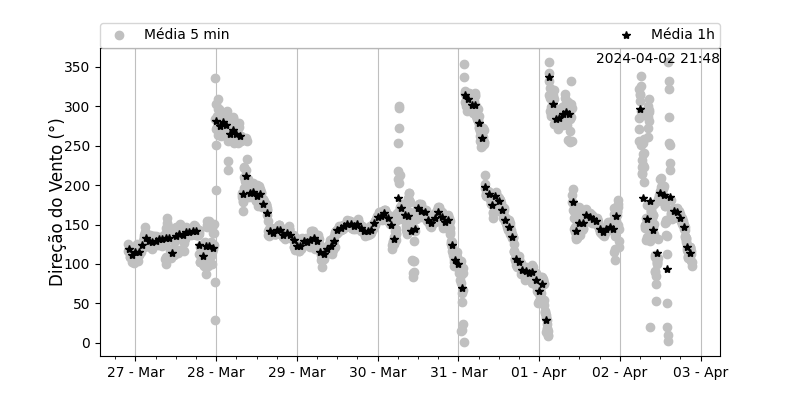 Média 5 min
Média 1h
2024-04-02 21:48
Direção do Vento (°)
350
300
250
200
150
100
50
0
27 - Mar
28 - Mar
29 - Mar
30 - Mar
31 - Mar
01 - Apr
02 - Apr
03 - Apr